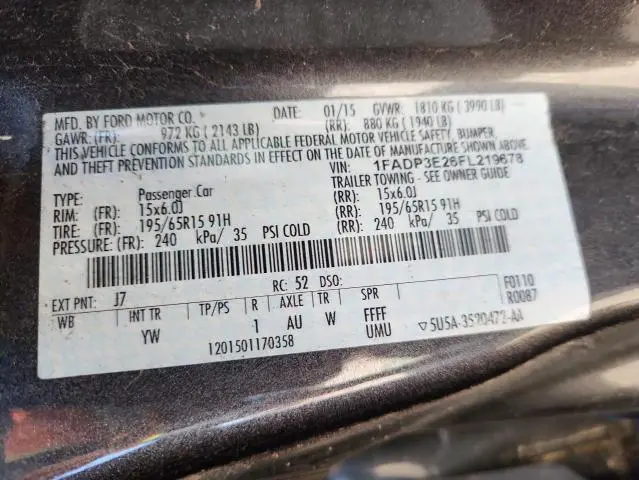 MFD. BY FORD MOTOR CO. DATE: 01/15 GVWR: 1810 KG ( 3990 LB)
GAWR: (FR): 972 KG ( 2143 LB) (RR): 880 KG ( 1940 LB)
THIS VEHICLE CONFORMS TO ALL APPLICABLE FEDERAL MOTOR VEHICLE SAFETY, BUMPER,
AND THEFT PREVENTION STANDARDS IN EFFECT ON THE DATE OF MANUFACTURE SHOWN ABOVE.
VIN: 1FADP3E26FL219678
TYPE: Passenger Car TRAILER TOWING - SEE OWNER GUIDE
RIM: (FR): 15x6.0J (RR): 15x6.0J
TIRE: (FR): 195/65R15 91H (RR): 195/65R15 91H
PRESSURE: (FR): 240 kPa/ 35 PSI COLD (RR): 240 kPa/ 35 PSI COLD
EXT PNT: J7 RC: 52 DSO: F0110
WB INT TR TP/PS R AXLE TR SPR R0087
YW 1 AU W FFFF
1201501170358 UMU ▽5U5A-3520472-AA